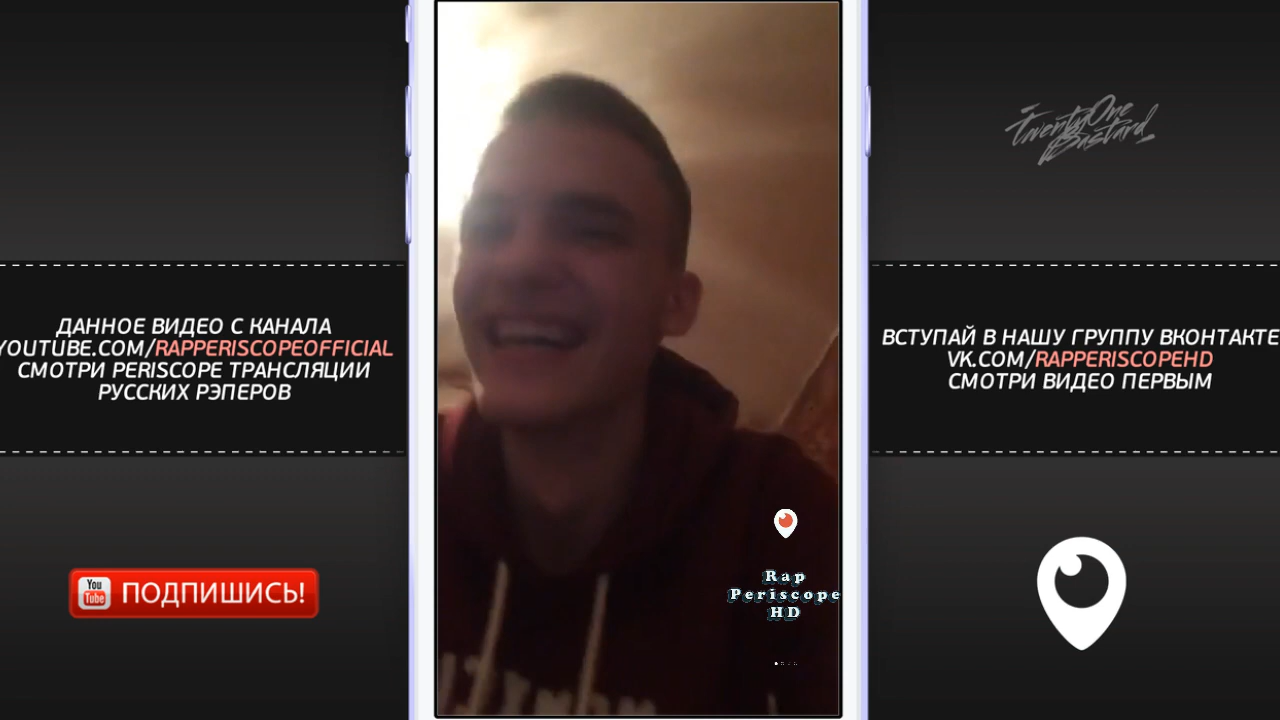 ДАННОЕ ВИДЕО С КАНАЛА
YOUTUBE.COM/RAPPERISCOPEOFFICIAL
СМОТРИ PERISCOPE ТРАНСЛЯЦИИ
РУССКИХ РЭПЕРОВ
You
Tube
ПОДПИШИСЬ!
Rap
Periscope
HD
TwentyOne
Bastard
ВСТУПАЙ В НАШУ ГРУППУ ВКОНТАКТЕ
VK.COM/RAPPERISCOPEHD
СМОТРИ ВИДЕО ПЕРВЫМ